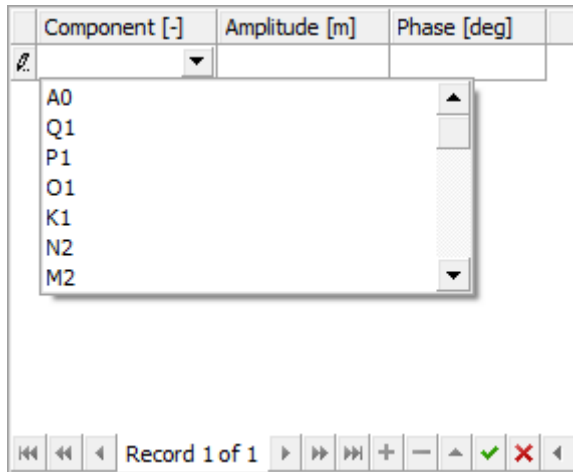 Component [-] Amplitude [m] Phase [deg]
A0
Q1
P1
O1
K1
N2
M2
Record 1 of 1